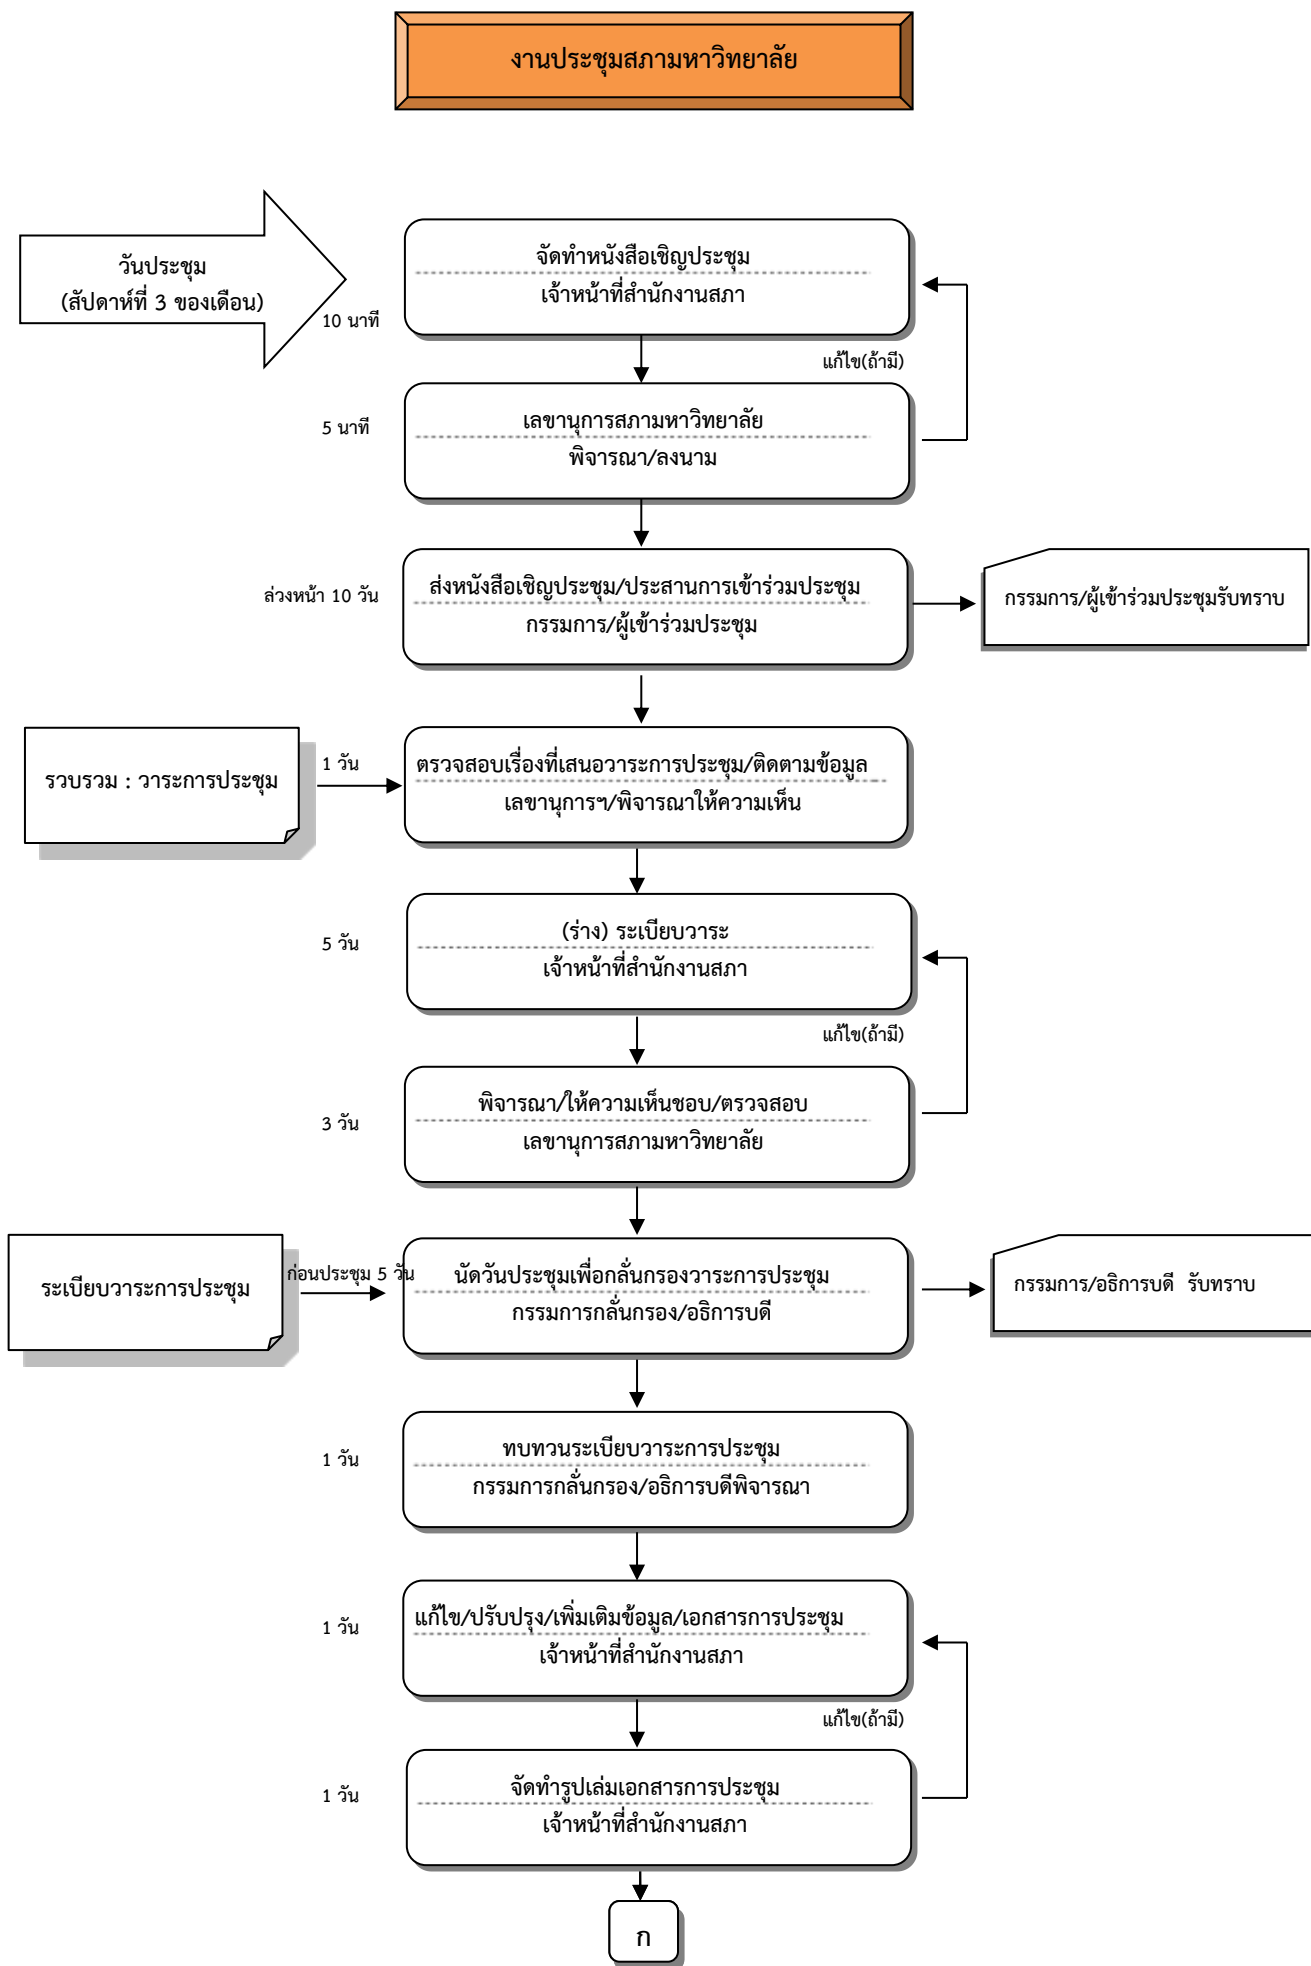 งานประชุมสภามหาวิทยาลัย
วันประชุม
(สัปดาห์ที่ 3 ของเดือน)
จัดทำหนังสือเชิญประชุม
เจ้าหน้าที่สำนักงานสภา
10 นาที
แก้ไข(ถ้ามี)
5 นาที
เลขานุการสภามหาวิทยาลัย
พิจารณา/ลงนาม
ล่วงหน้า 10 วัน
ส่งหนังสือเชิญประชุม/ประสานการเข้าร่วมประชุม
กรรมการ/ผู้เข้าร่วมประชุม
กรรมการ/ผู้เข้าร่วมประชุมรับทราบ
รวบรวม : วาระการประชุม
1 วัน
ตรวจสอบเรื่องที่เสนอวาระการประชุม/ติดตามข้อมูล
เลขานุการฯ/พิจารณาให้ความเห็น
5 วัน
(ร่าง) ระเบียบวาระ
เจ้าหน้าที่สำนักงานสภา
แก้ไข(ถ้ามี)
3 วัน
พิจารณา/ให้ความเห็นชอบ/ตรวจสอบ
เลขานุการสภามหาวิทยาลัย
ระเบียบวาระการประชุม
ก่อนประชุม 5 วัน
นัดวันประชุมเพื่อกลั่นกรองวาระการประชุม
กรรมการกลั่นกรอง/อธิการบดี
กรรมการ/อธิการบดี รับทราบ
1 วัน
ทบทวนระเบียบวาระการประชุม
กรรมการกลั่นกรอง/อธิการบดีพิจารณา
1 วัน
แก้ไข/ปรับปรุง/เพิ่มเติมข้อมูล/เอกสารการประชุม
เจ้าหน้าที่สำนักงานสภา
แก้ไข(ถ้ามี)
1 วัน
จัดทำรูปเล่มเอกสารการประชุม
เจ้าหน้าที่สำนักงานสภา
ก